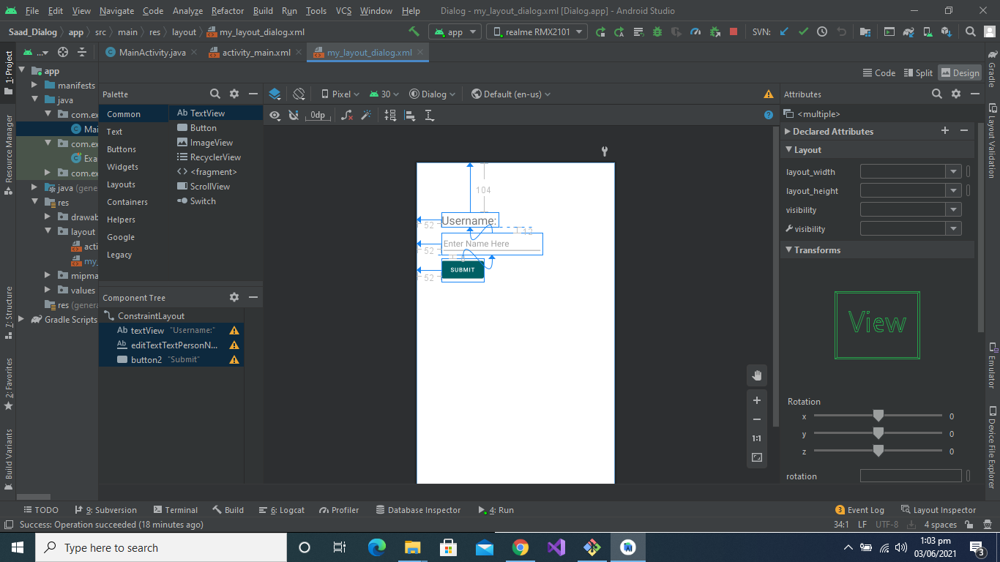 File Edit View Navigate Code Analyze Refactor Build Run Tools VCS Window Help Dialog - my_layout_dialog.xml [Dialog.app] - Android Studio
Saad_Dialog app src main res layout my_layout_dialog.xml app realme RMX2101 SVN:
... MainActivity.java activity_main.xml my_layout_dialog.xml
1: Project
Resource Manager
7: Structure
2: Favorites
Build Variants
app
manifests
java
com.ex
Mai
com.ex
Exa
com.ex
java (gene
res
drawab
layout
acti
my_
mipma
values
res (genera
Gradle Scripts
Code Split Design
Palette
Common
Text
Buttons
Widgets
Layouts
Containers
Helpers
Google
Legacy
Ab TextView
Button
ImageView
RecyclerView
<fragment>
ScrollView
Switch
Component Tree
ConstraintLayout
Ab textView "Username:"
Ab editTextTextPersonN...
button2 "Submit"
Pixel 30 Dialog Default (en-us)
0dp
104
52 Username:
12
52 Enter Name Here
52 SUBMIT
1:1
Attributes
<multiple>
Declared Attributes
Layout
layout_width
layout_height
visibility
visibility
Transforms
View
Rotation
x 0
y 0
z 0
rotation
Gradle
Layout Validation
Emulator
Device File Explorer
TODO 9: Subversion Terminal Build 6: Logcat Profiler Database Inspector 4: Run 3 Event Log Layout Inspector
Success: Operation succeeded (18 minutes ago) 34:1 LF UTF-8 4 spaces
Type here to search 1:03 pm
03/06/2021 3